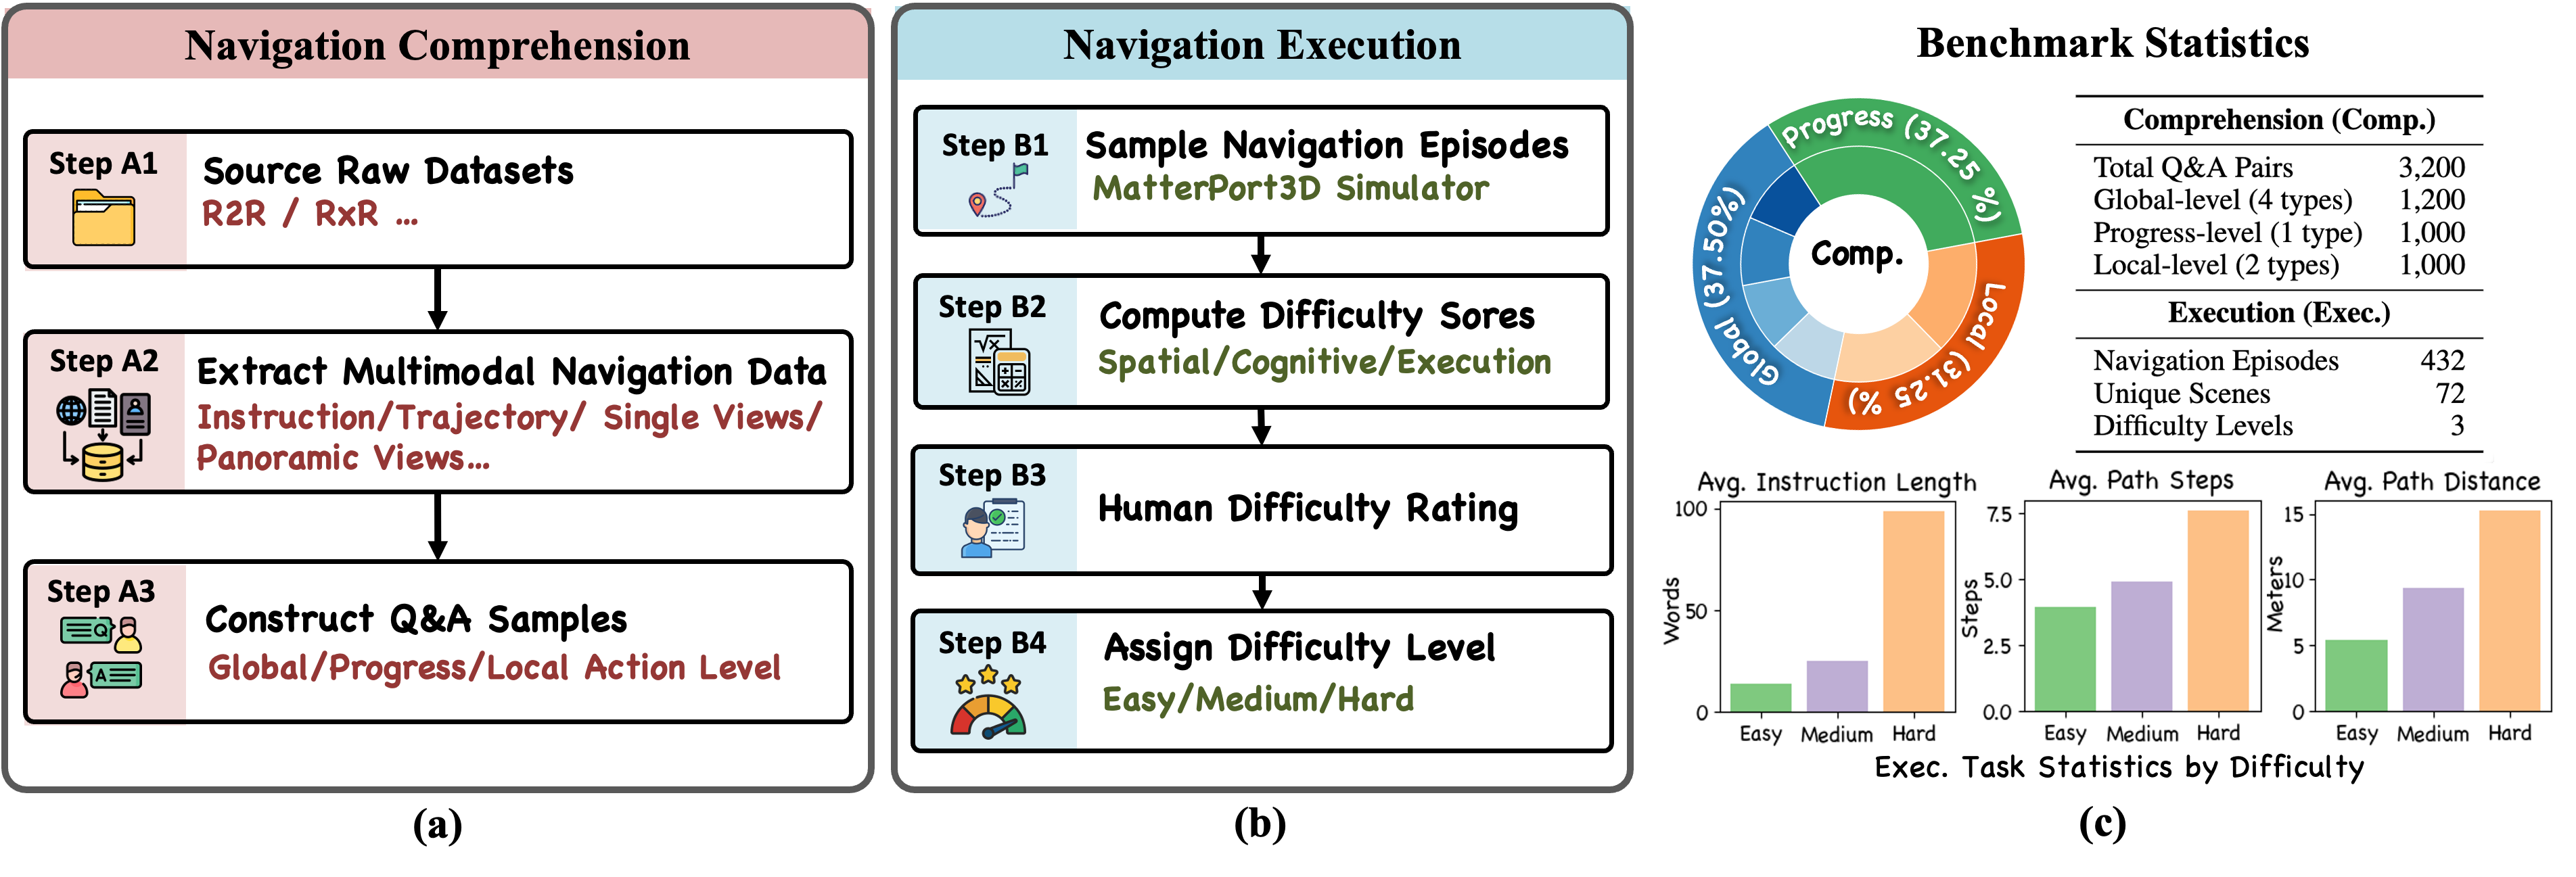 Navigation Comprehension
Step A1
Source Raw Datasets
R2R / RxR ...
Step A2
Extract Multimodal Navigation Data
Instruction/Trajectory/ Single Views/
Panoramic Views...
Step A3
Construct Q&A Samples
Global/Progress/Local Action Level
(a)
Navigation Execution
Step B1
Sample Navigation Episodes
MatterPort3D Simulator
Step B2
Compute Difficulty Sores
Spatial/Cognitive/Execution
Step B3
Human Difficulty Rating
Step B4
Assign Difficulty Level
Easy/Medium/Hard
(b)
Benchmark Statistics
Progress (37.25 %)
Global (37.50%)
Local (31.25 %)
Comp.
Comprehension (Comp.)
Total Q&A Pairs 3,200
Global-level (4 types) 1,200
Progress-level (1 type) 1,000
Local-level (2 types) 1,000
Execution (Exec.)
Navigation Episodes 432
Unique Scenes 72
Difficulty Levels 3
Avg. Instruction Length
Words
100
50
0
Easy Medium Hard
Avg. Path Steps
Steps
7.5
5.0
2.5
0.0
Easy Medium Hard
Avg. Path Distance
Meters
15
10
5
0
Easy Medium Hard
Exec. Task Statistics by Difficulty
(c)